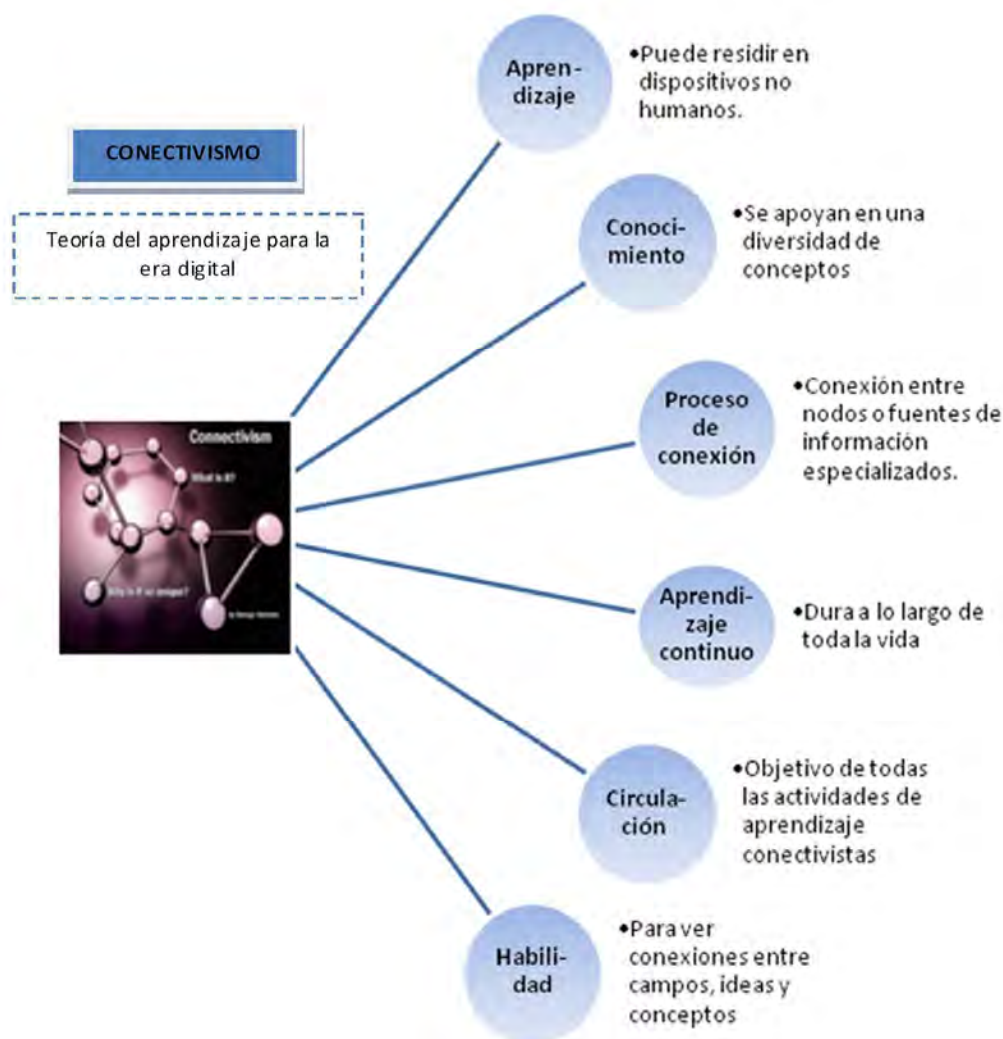 CONECTIVISMO
Teoría del aprendizaje para la
era digital
Connectivism
What is it?
Why is it so unique?
Apren-
dizaje
•Puede residir en
dispositivos no
humanos.
Conoci-
miento
•Se apoyan en una
diversidad de
conceptos
Proceso
de
conexión
•Conexión entre
nodos o fuentes de
información
especializados.
Aprendi-
zaje
continuo
•Dura a lo largo de
toda la vida
Circula-
ción
•Objetivo de todas
las actividades de
aprendizaje
conectivistas
Habili-
dad
•Para ver
conexiones entre
campos, ideas y
conceptos